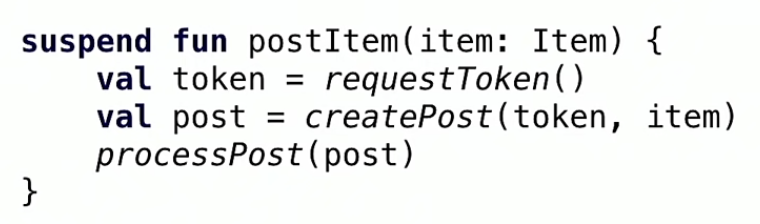 suspend fun postItem(item: Item) {
    val token = requestToken()
    val post = createPost(token, item)
    processPost(post)
}